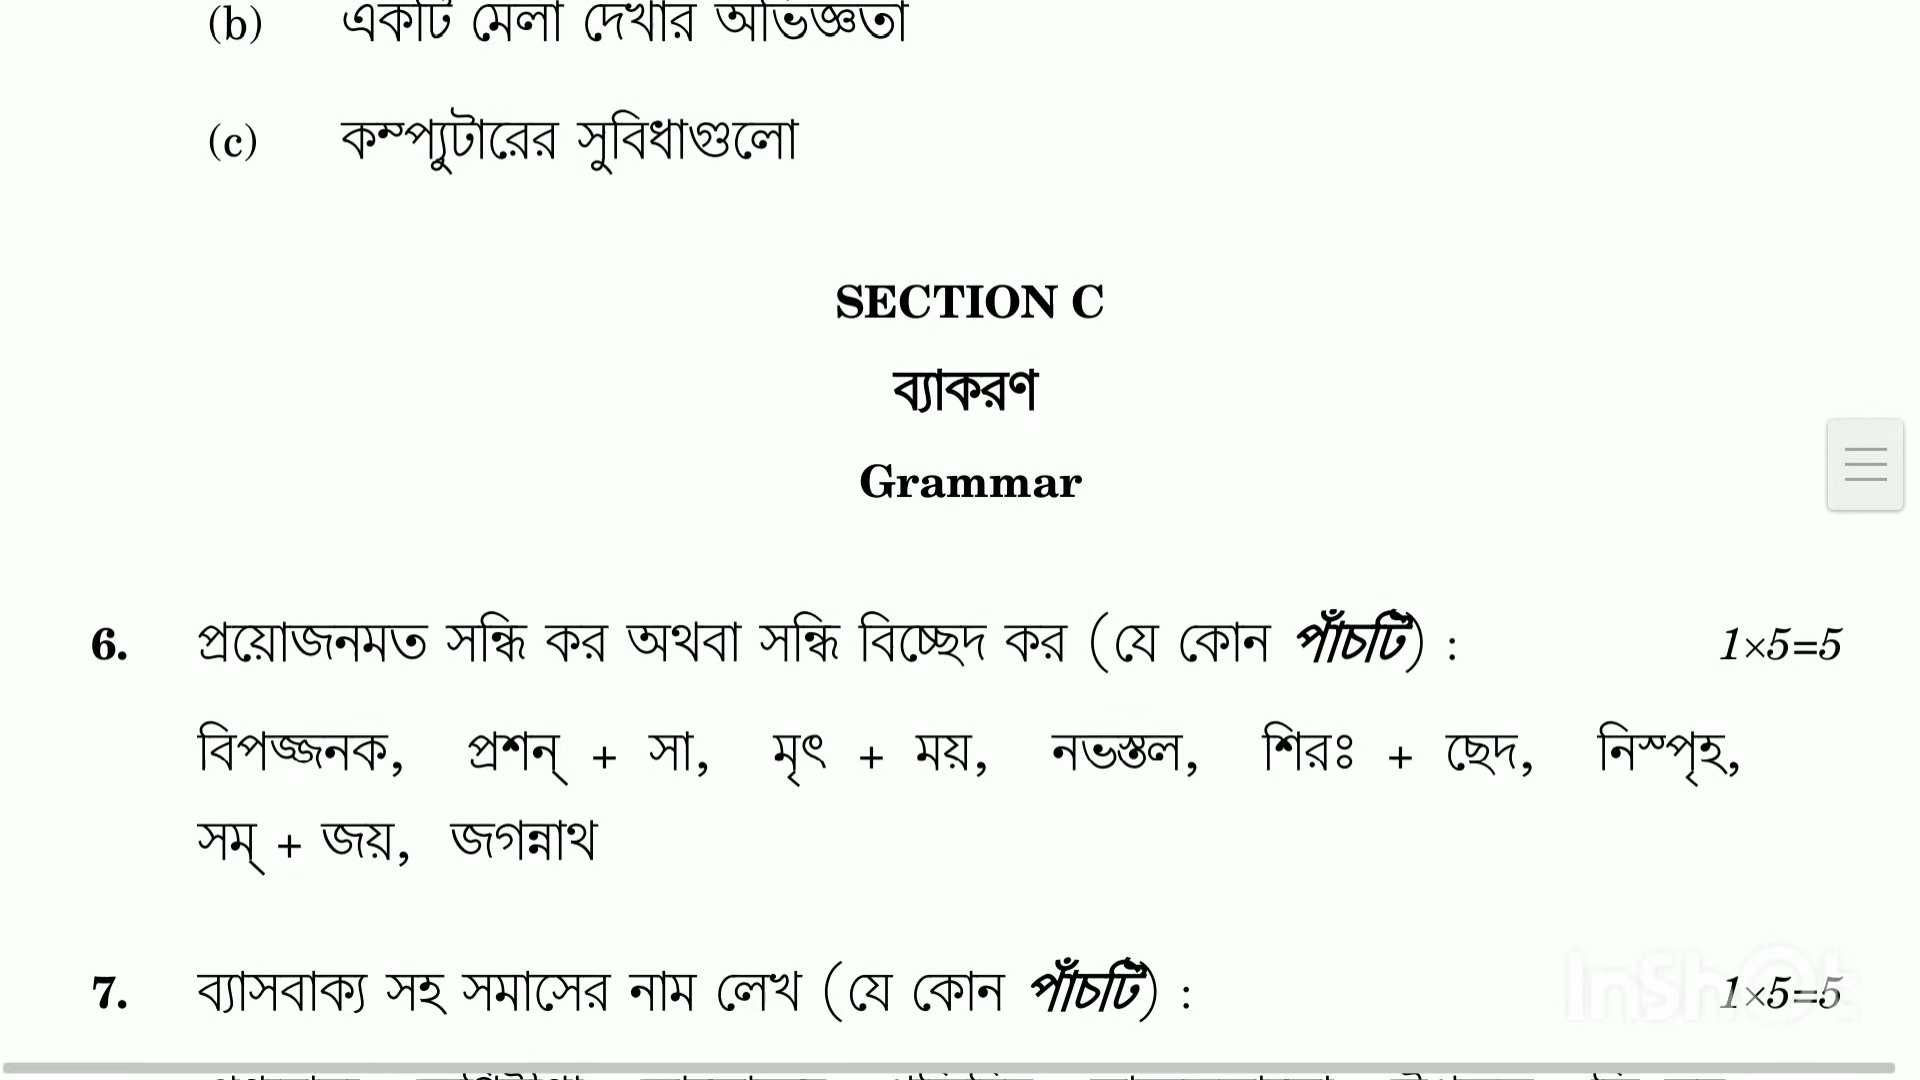 (b) একটি মেলা দেখার অভিজ্ঞতা
(c) কম্প্যুটারের সুবিধাগুলো
SECTION C
ব্যাকরণ
Grammar
6. প্রয়োজনমত সন্ধি কর অথবা সন্ধি বিচ্ছেদ কর (যে কোন পাঁচটি) : 1×5=5
বিপজ্জনক, প্রশন্ + সা, মৃৎ + ময়, নভস্তল, শিরঃ + ছেদ, নিস্পৃহ,
সম্ + জয়, জগন্নাথ
7. ব্যাসবাক্য সহ সমাসের নাম লেখ (যে কোন পাঁচটি) : 1×5=5
InShot